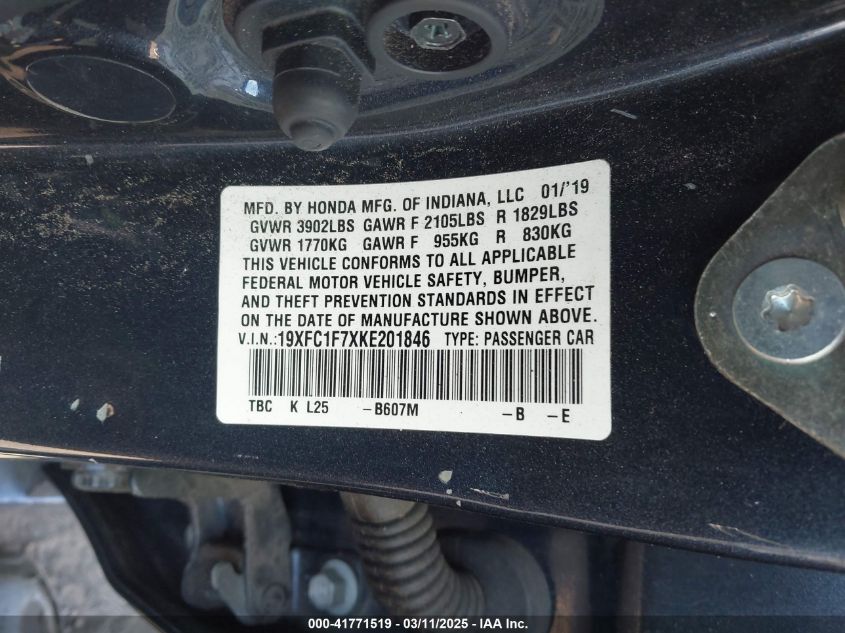 MFD. BY HONDA MFG. OF INDIANA, LLC 01/'19
GVWR 3902LBS GAWR F 2105LBS R 1829LBS
GVWR 1770KG GAWR F 955KG R 830KG
THIS VEHICLE CONFORMS TO ALL APPLICABLE
FEDERAL MOTOR VEHICLE SAFETY, BUMPER,
AND THEFT PREVENTION STANDARDS IN EFFECT
ON THE DATE OF MANUFACTURE SHOWN ABOVE.
V.I.N.:19XFC1F7XKE201846 TYPE: PASSENGER CAR
TBC K L25 -B607M -B -E
000-41771519 / 03/11/2025 - IAA Inc.